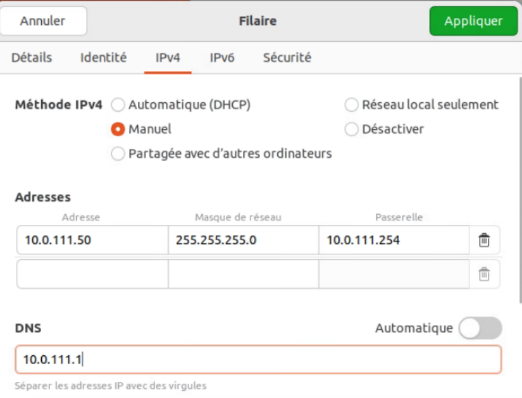 Annuler Filaire Appliquer
Détails Identité IPv4 IPv6 Sécurité
Méthode IPv4 Automatique (DHCP) Réseau local seulement
Manuel Désactiver
Partagée avec d'autres ordinateurs
Adresses
Adresse Masque de réseau Passerelle
10.0.111.50 255.255.255.0 10.0.111.254
DNS Automatique
10.0.111.1
Séparer les adresses IP avec des virgules